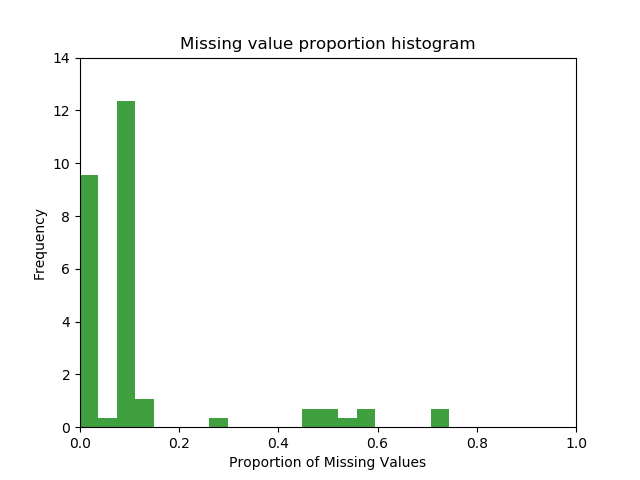 Missing value proportion histogram
14
12
10
8
6
4
2
0
Frequency
0.0 0.2 0.4 0.6 0.8 1.0
Proportion of Missing Values